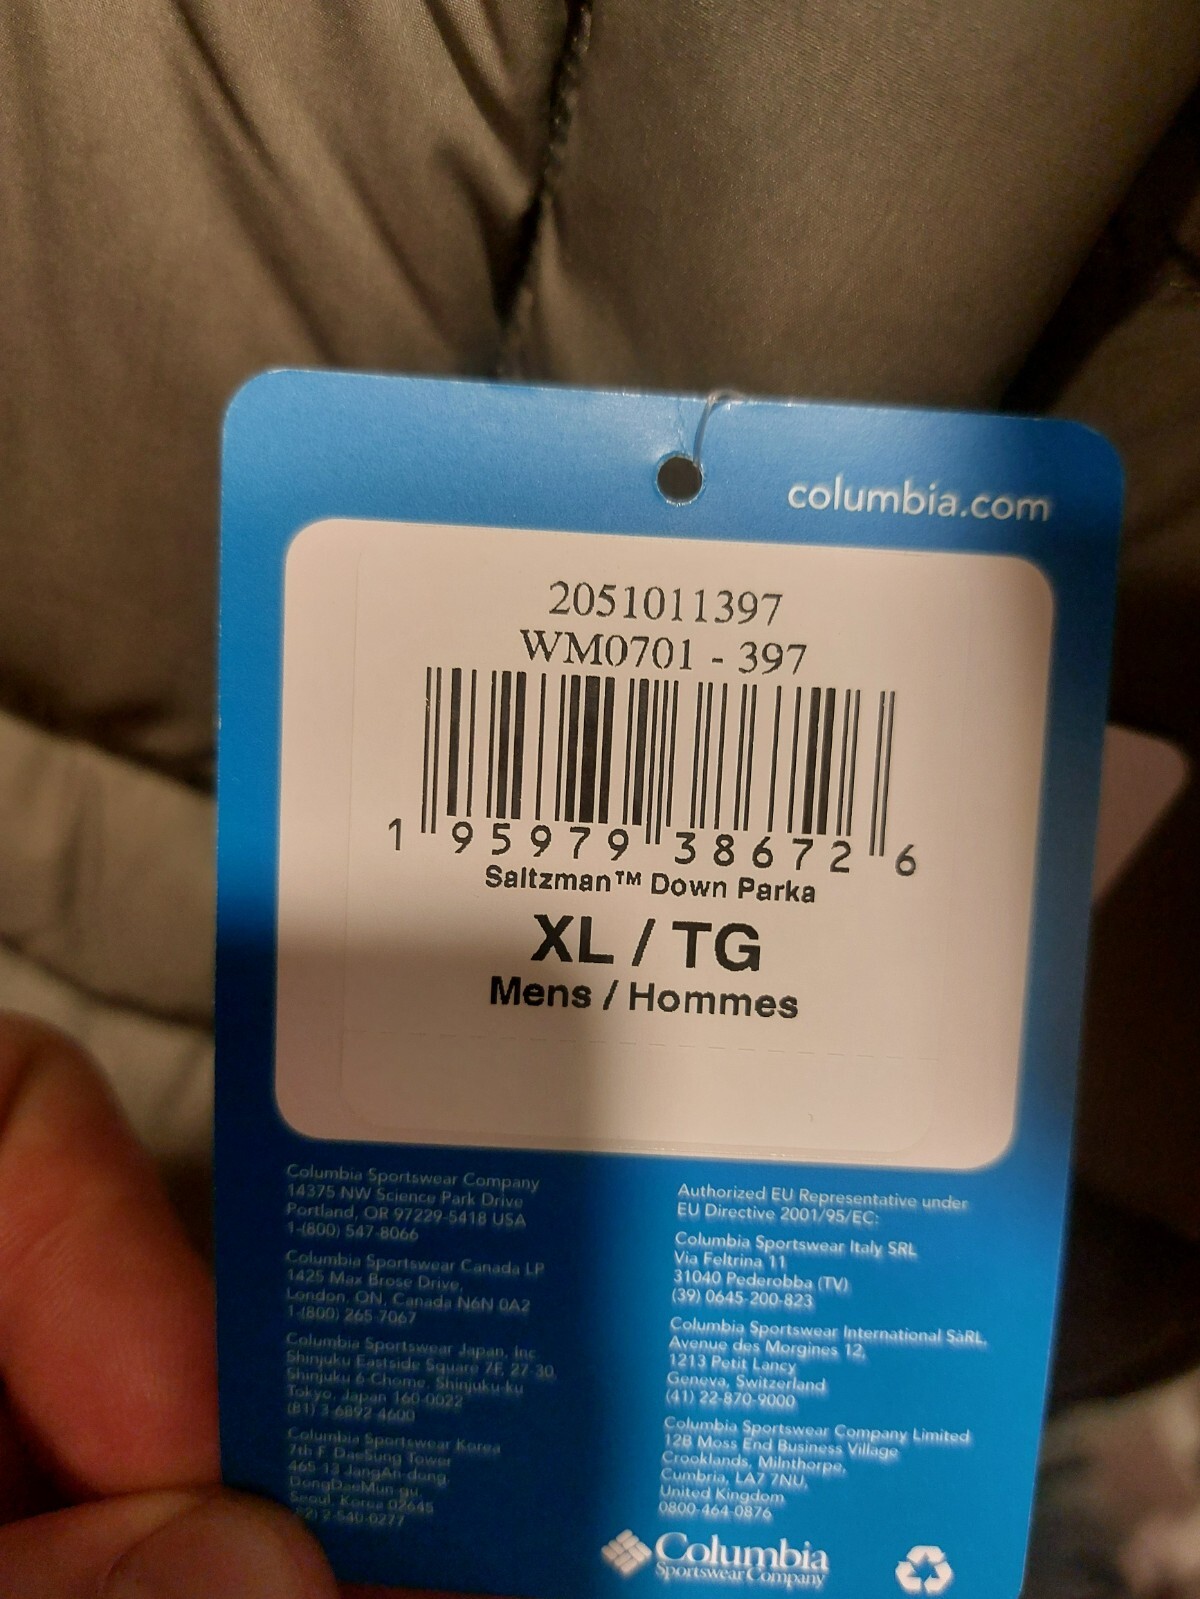 columbia.com
2051011397
WM0701 - 397
1 95979 38672 6
Saltzman™ Down Parka
XL / TG
Mens / Hommes
Columbia Sportswear Company
14375 NW Science Park Drive
Portland, OR 97229-5418 USA
1-(800) 547-8066
Columbia Sportswear Canada LP
1425 Max Brose Drive,
London, ON, Canada N6N 0A2
1-(800) 265-7067
Columbia Sportswear Japan, Inc
Shinjuku Eastside Square 7F, 27-30,
Shinjuku 6-Chome, Shinjuku-ku
Tokyo, Japan 160-0022
(81) 3-6892-4600
Columbia Sportswear Korea
7th F DaeSung Tower
465-13 JangAn-dong,
DongDaeMun-gu,
Seoul, Korea 02645
2-540-0277
Authorized EU Representative under
EU Directive 2001/95/EC:
Columbia Sportswear Italy SRL
Via Feltrina 11
31040 Pederobba (TV)
(39) 0645-200-823
Columbia Sportswear International SàRL,
Avenue des Morgines 12,
1213 Petit Lancy
Geneva, Switzerland
(41) 22-870-9000
Columbia Sportswear Company Limited
12B Moss End Business Village
Crooklands, Milnthorpe,
Cumbria, LA7 7NU,
United Kingdom
0800-464-0876
Columbia
Sportswear Company